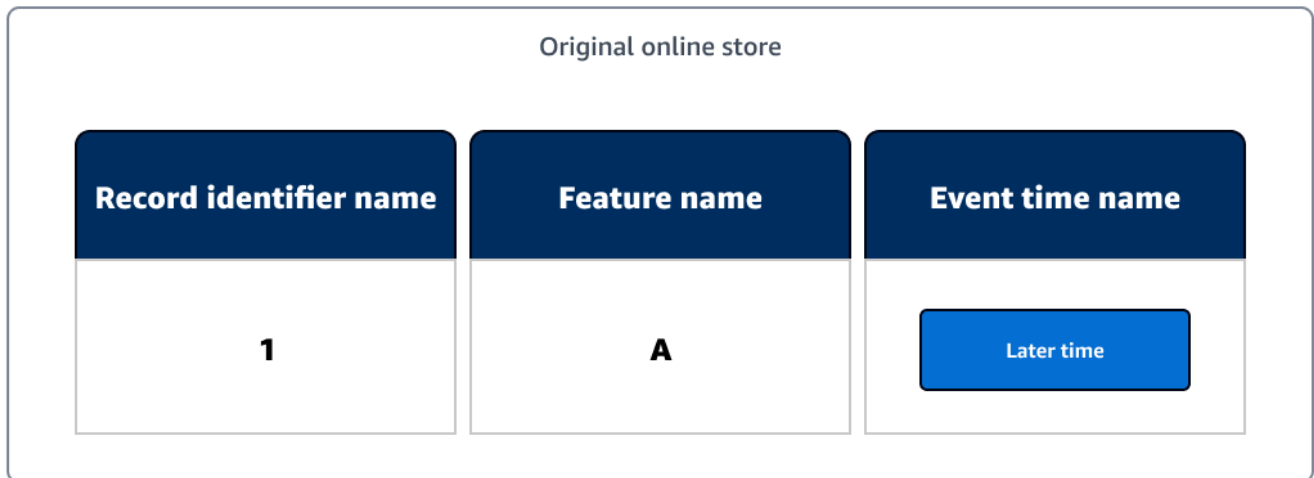 Original online store
Record identifier name
Feature name
Event time name
1
A
Later time